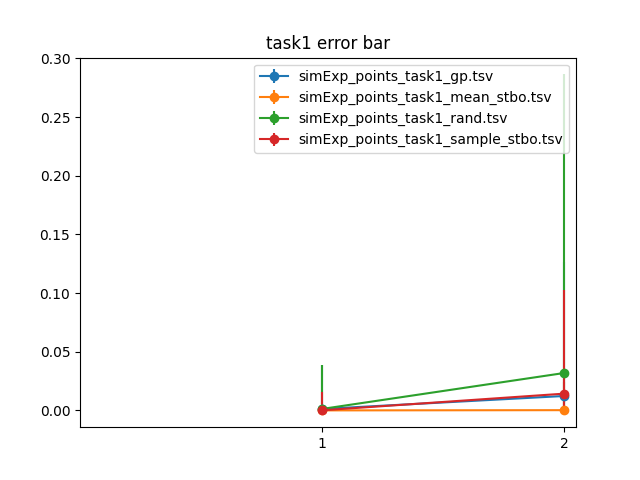 task1 error bar
simExp_points_task1_gp.tsv
simExp_points_task1_mean_stbo.tsv
simExp_points_task1_rand.tsv
simExp_points_task1_sample_stbo.tsv
0.30
0.25
0.20
0.15
0.10
0.05
0.00
1 2